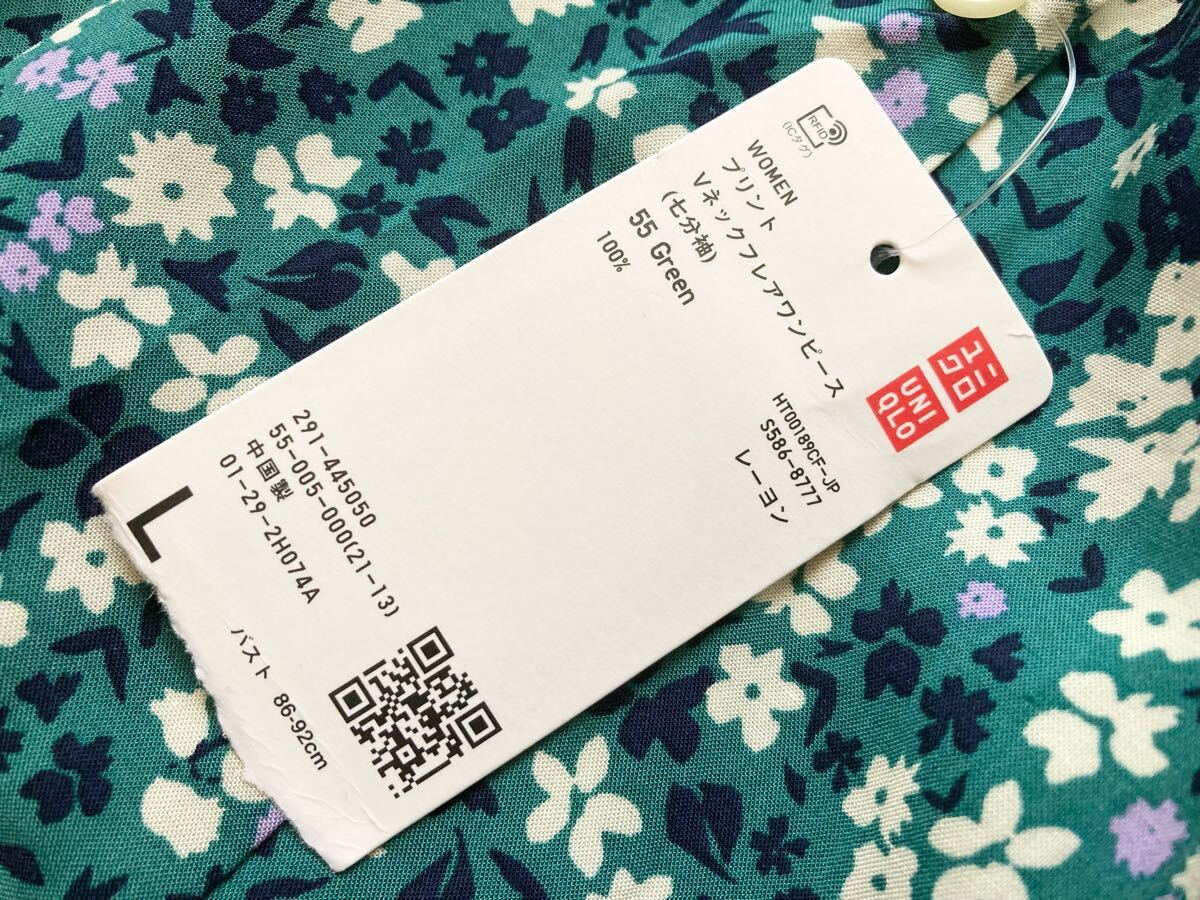 RFID
(ICタグ)
WOMEN
プリント
Vネックフレアワンピース
(七分袖)
55 Green
100%
ユニ
クロ
UNI
QLO
HT00189CF-JP
S586-8777
レーヨン
291-445050
55-005-000(21-13)
中国製
01-29-2H074A
L
バスト 86-92cm